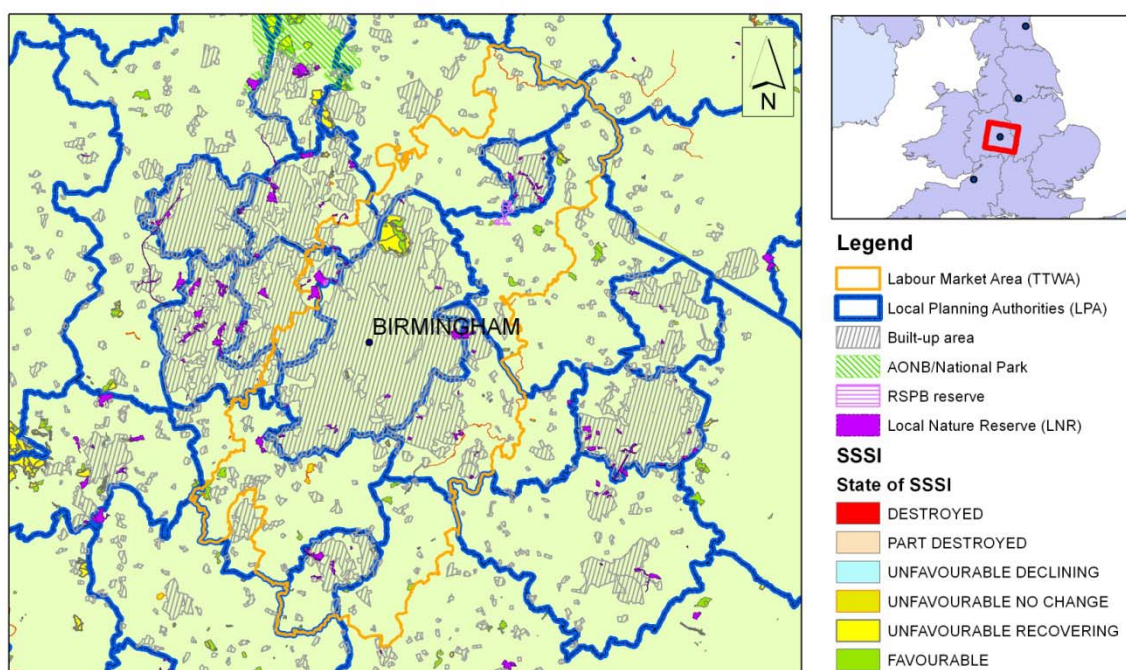 N
BIRMINGHAM
Legend
Labour Market Area (TTWA)
Local Planning Authorities (LPA)
Built-up area
AONB/National Park
RSPB reserve
Local Nature Reserve (LNR)
SSSI
State of SSSI
DESTROYED
PART DESTROYED
UNFAVOURABLE DECLINING
UNFAVOURABLE NO CHANGE
UNFAVOURABLE RECOVERING
FAVOURABLE